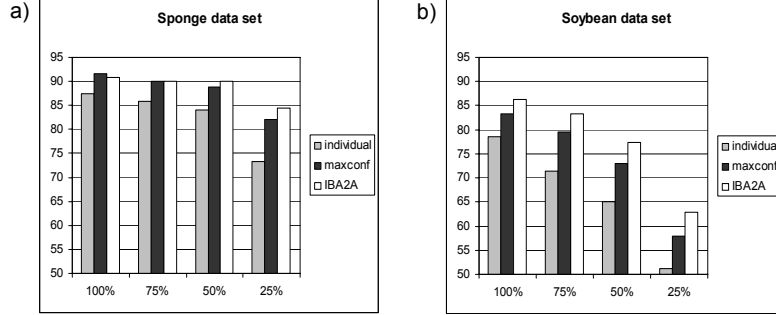 a)
Sponge data set
95
90
85
80
75
70
65
60
55
50
100% 75% 50% 25%
individual
maxconf
IBA2A
b)
Soybean data set
95
90
85
80
75
70
65
60
55
50
100% 75% 50% 25%
individual
maxconf
IBA2A